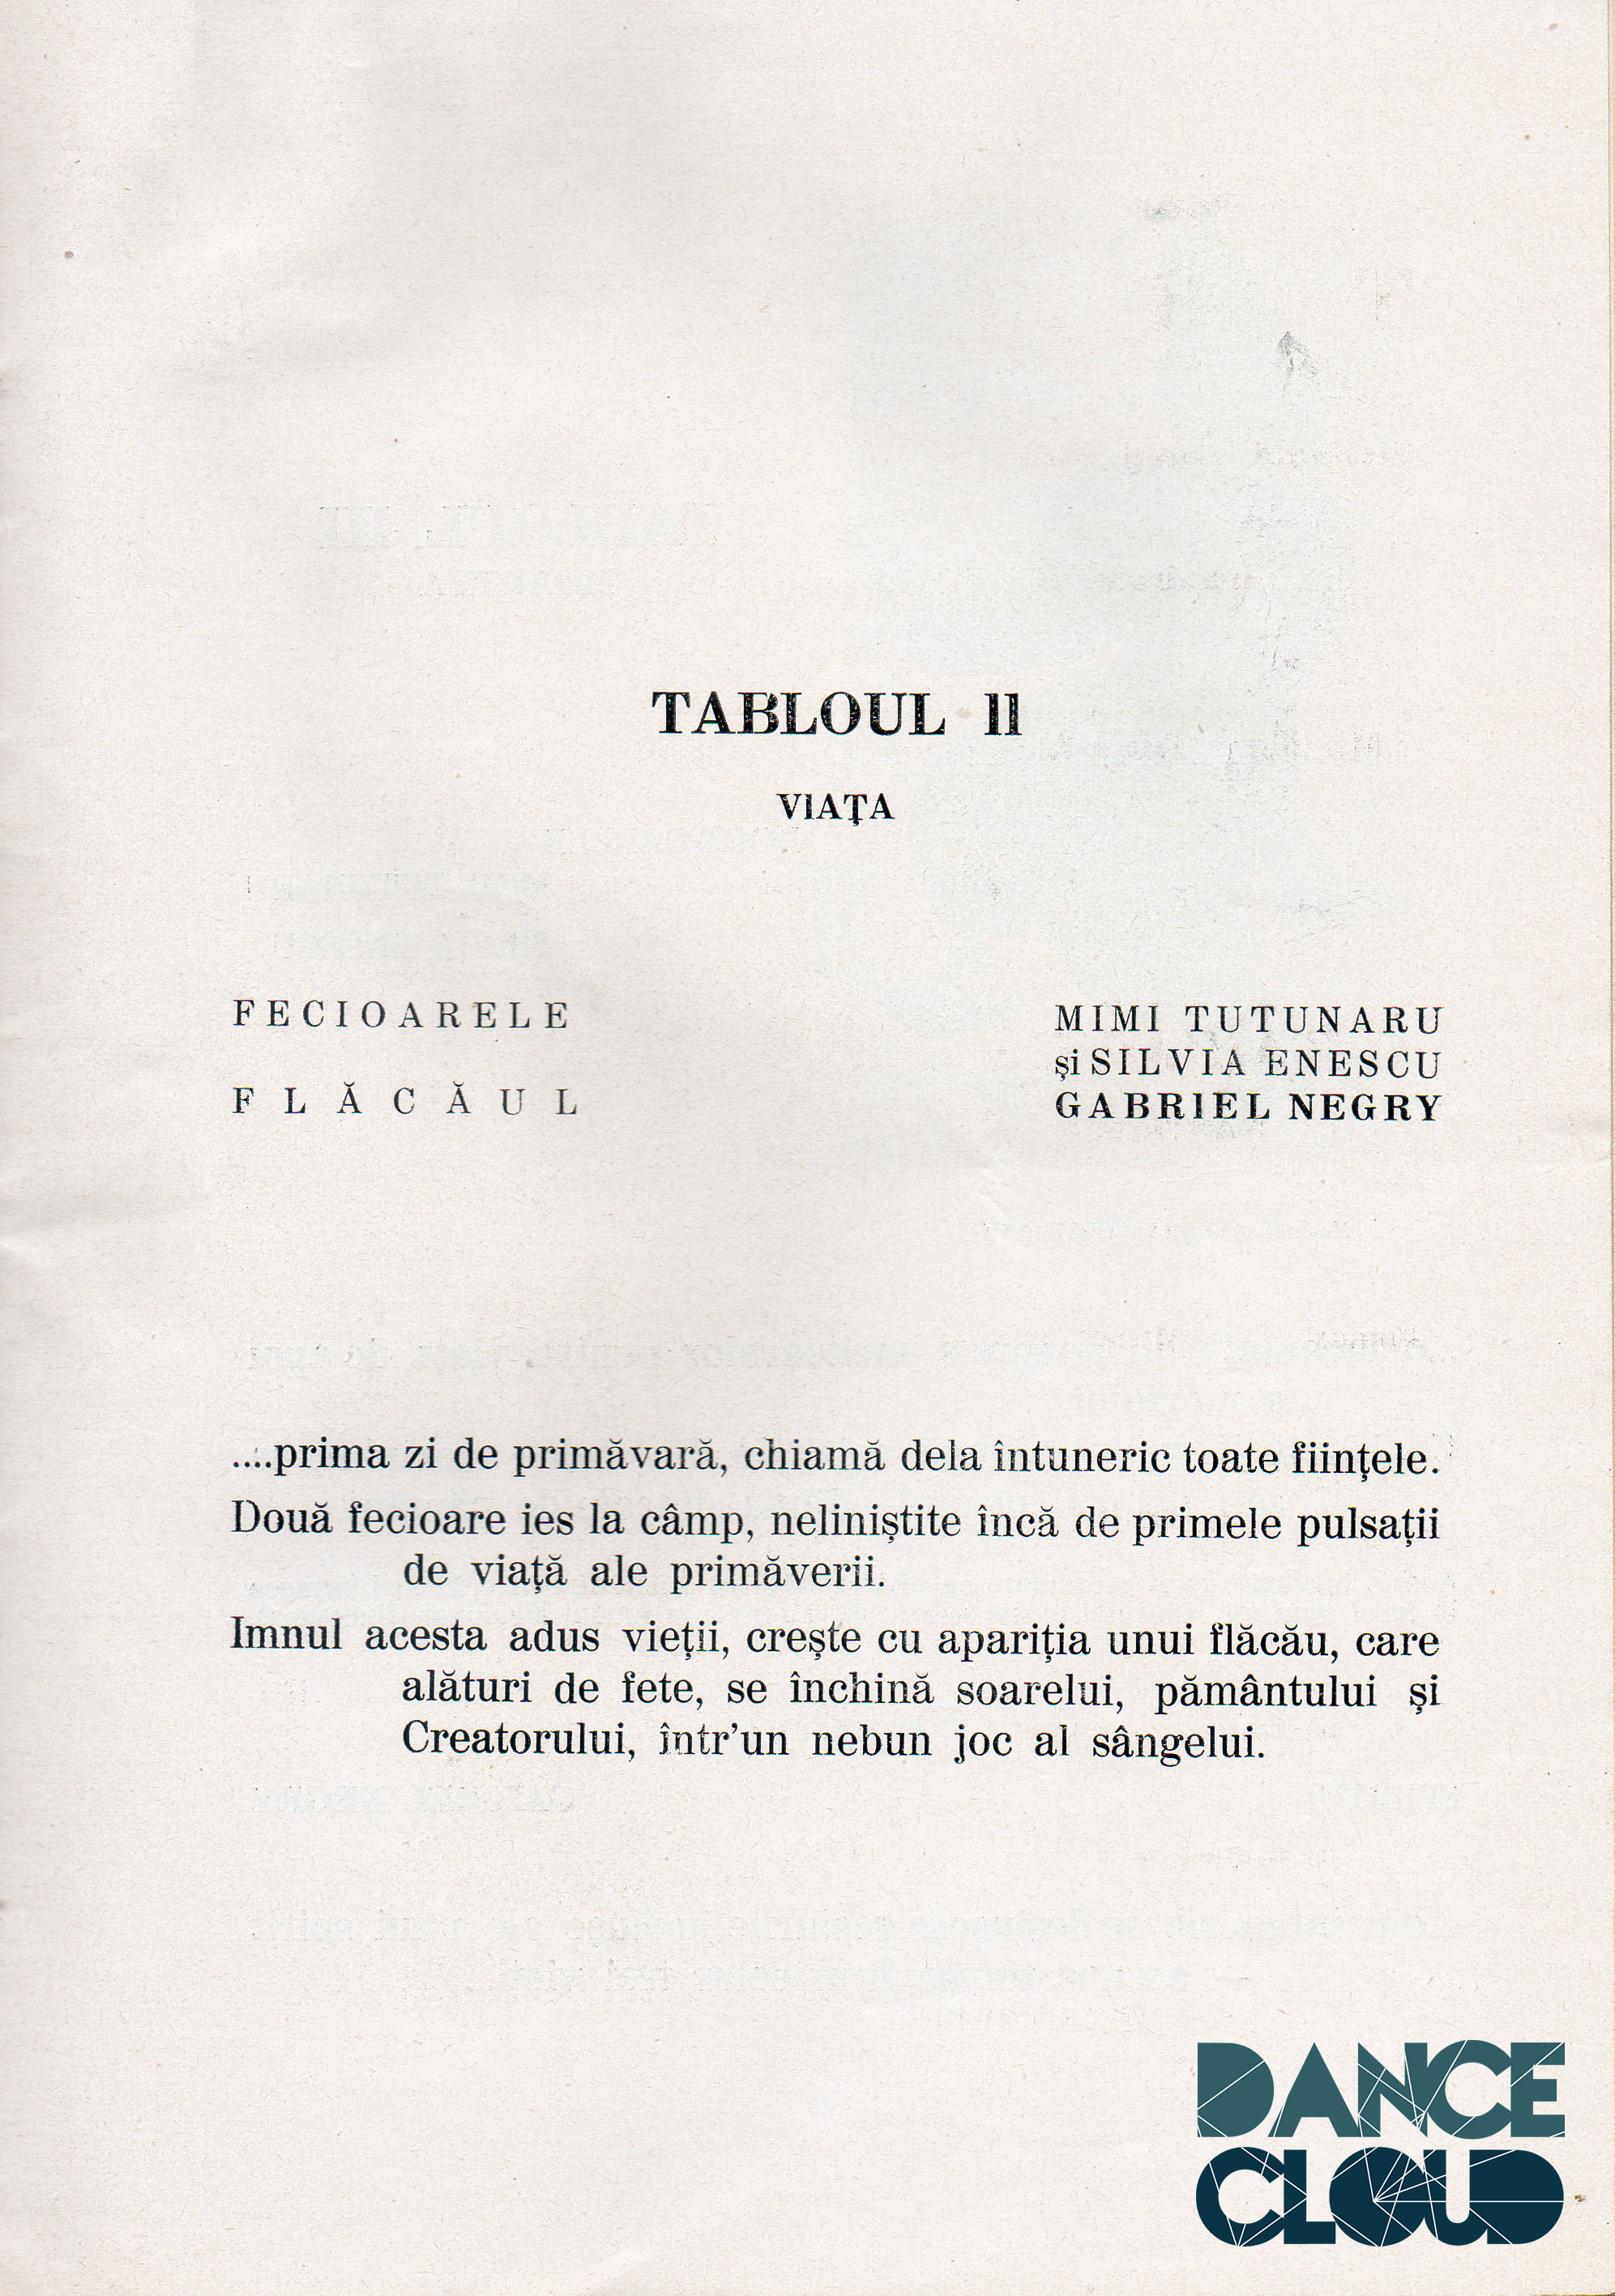 TABLOUL II
VIAŢA
FECIOARELE
MIMI TUTUNARU
şi SILVIA ENESCU
FLĂCĂUL
GABRIEL NEGRY
....prima zi de primăvară, chiamă dela întuneric toate fiinţele.
Două fecioare ies la câmp, neliniştite încă de primele pulsaţii
de viaţă ale primăverii.
Imnul acesta adus vieţii, creşte cu apariţia unui flăcău, care
alături de fete, se închină soarelui, pământului şi
Creatorului, într'un nebun joc al sângelui.
DANCE
CLOUD